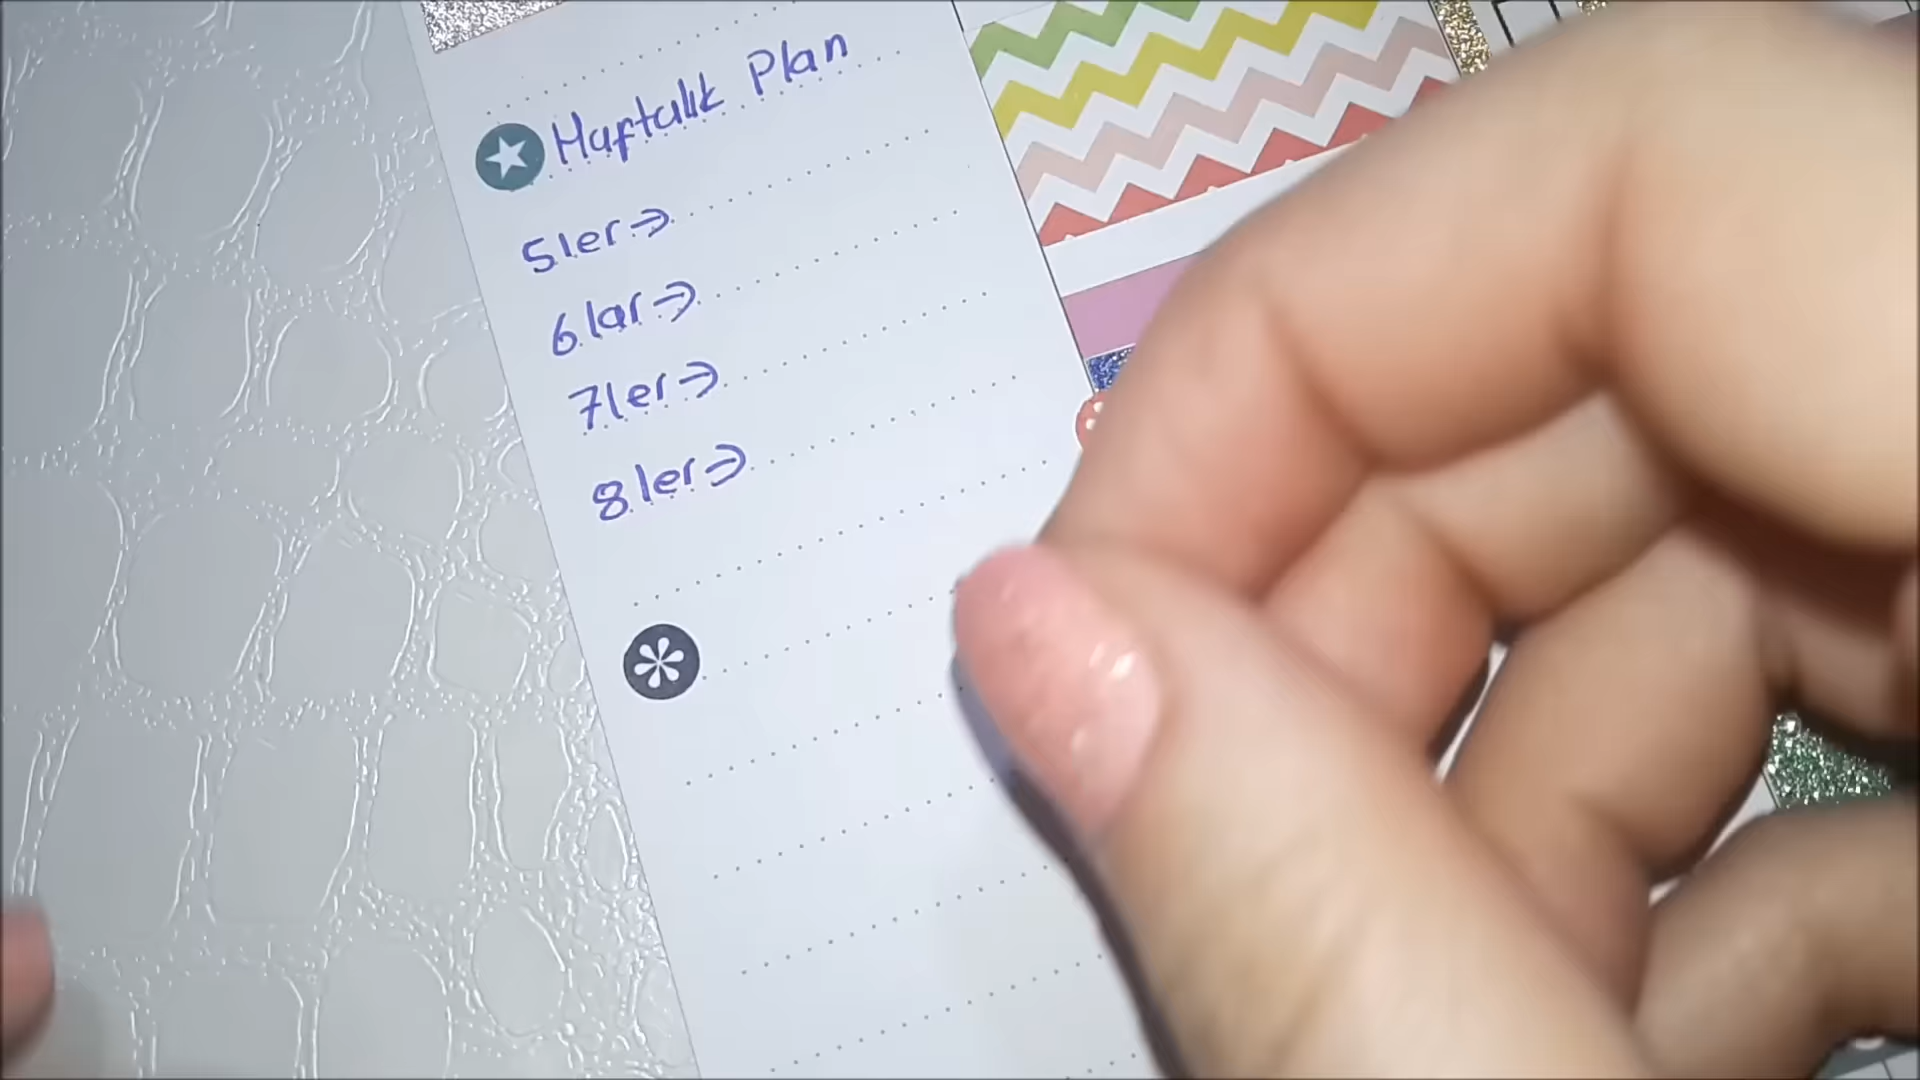 Haftalık Plan
5ler→
6lar→
7ler→
8ler→